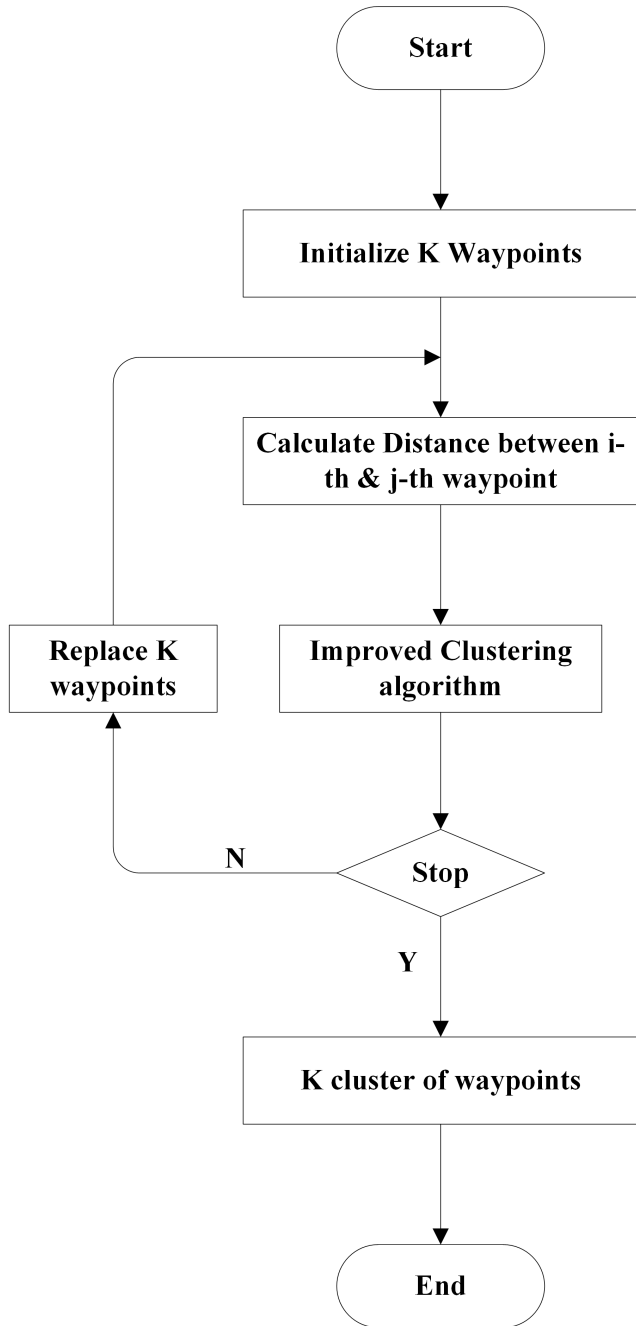 Start
Initialize K Waypoints
Calculate Distance between i-
th & j-th waypoint
Replace K
waypoints
Improved Clustering
algorithm
N
Stop
Y
K cluster of waypoints
End